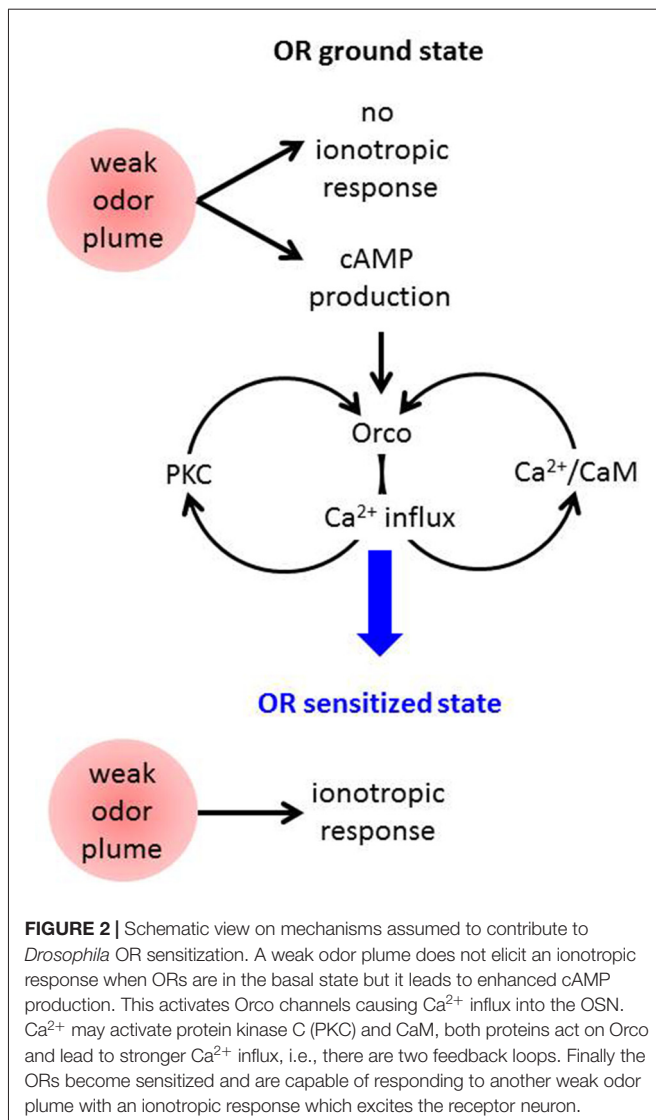 OR ground state
weak
odor
plume
no
ionotropic
response
cAMP
production
Orco
PKC
Ca²⁺/CaM
Ca²⁺ influx
OR sensitized state
weak
odor
plume
ionotropic
response
FIGURE 2 | Schematic view on mechanisms assumed to contribute to
Drosophila OR sensitization. A weak odor plume does not elicit an ionotropic
response when ORs are in the basal state but it leads to enhanced cAMP
production. This activates Orco channels causing Ca²⁺ influx into the OSN.
Ca²⁺ may activate protein kinase C (PKC) and CaM, both proteins act on Orco
and lead to stronger Ca²⁺ influx, i.e., there are two feedback loops. Finally the
ORs become sensitized and are capable of responding to another weak odor
plume with an ionotropic response which excites the receptor neuron.